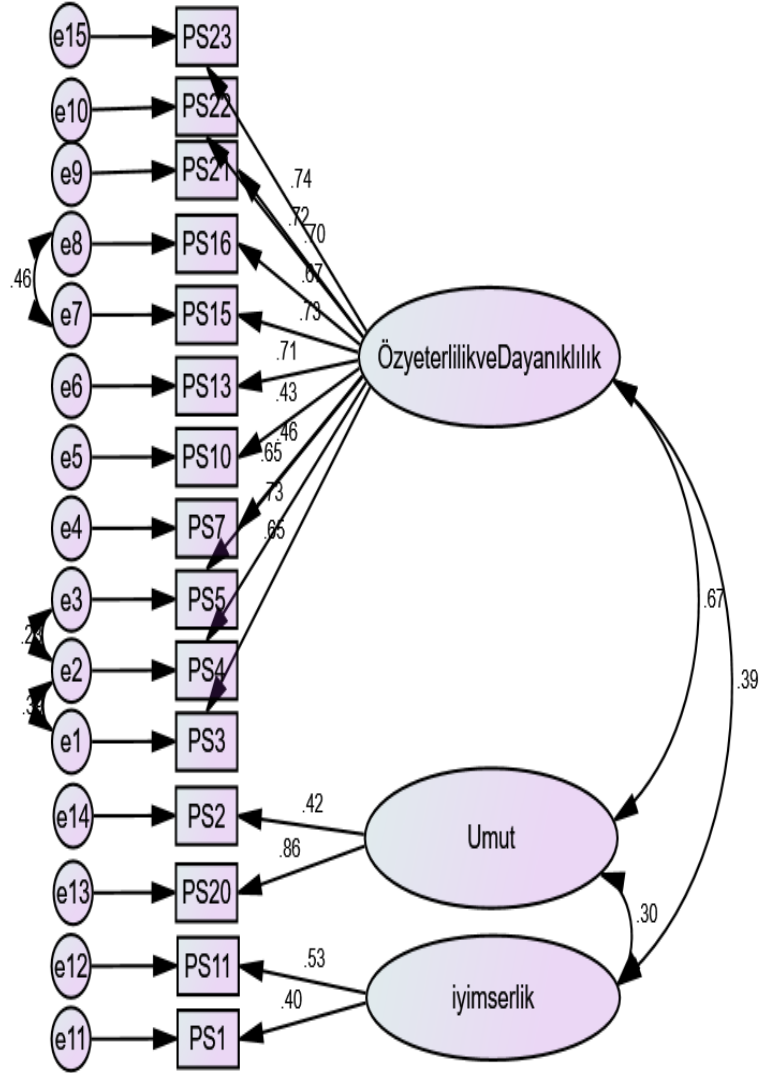 e15 PS23
e10 PS22
e9 PS21
.74
.72
.70
e8 PS16
.46
.67
e7 PS15
.73
.71
ÖzyeterlilikveDayanıklılık
e6 PS13
.43
.46
e5 PS10
.65
.73
e4 PS7
.65
e3 PS5
.67
e2 PS4
.39
e1 PS3
e14 PS2
.42
Umut
.86
e13 PS20
.30
e12 PS11
.53
iyimserlik
.40
e11 PS1